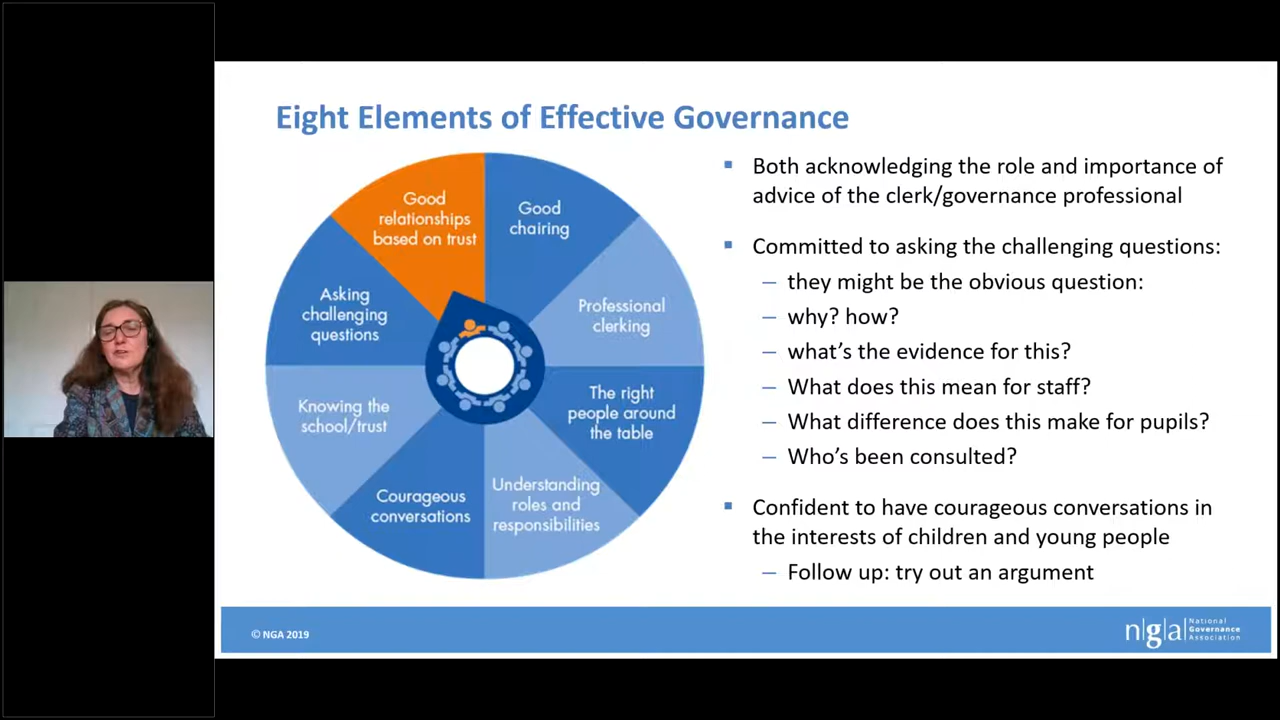 Eight Elements of Effective Governance
Good
relationships
based on trust
Good
chairing
Professional
clerking
The right
people around
the table
Understanding
roles and
responsibilities
Courageous
conversations
Knowing the
school/trust
Asking
challenging
questions
Both acknowledging the role and importance of
advice of the clerk/governance professional
Committed to asking the challenging questions:
– they might be the obvious question:
– why? how?
– what's the evidence for this?
– What does this mean for staff?
– What difference does this make for pupils?
– Who's been consulted?
Confident to have courageous conversations in
the interests of children and young people
– Follow up: try out an argument
© NGA 2019
n|g|a
National
Governance
Association